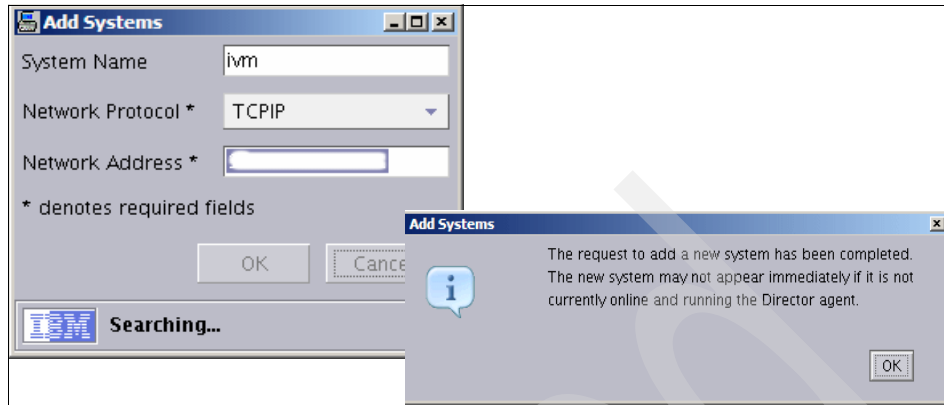 Add Systems
System Name ivm
Network Protocol * TCPIP
Network Address *
* denotes required fields
OK Cance
IBM Searching...
Add Systems
The request to add a new system has been completed.
The new system may not appear immediately if it is not
currently online and running the Director agent.
OK